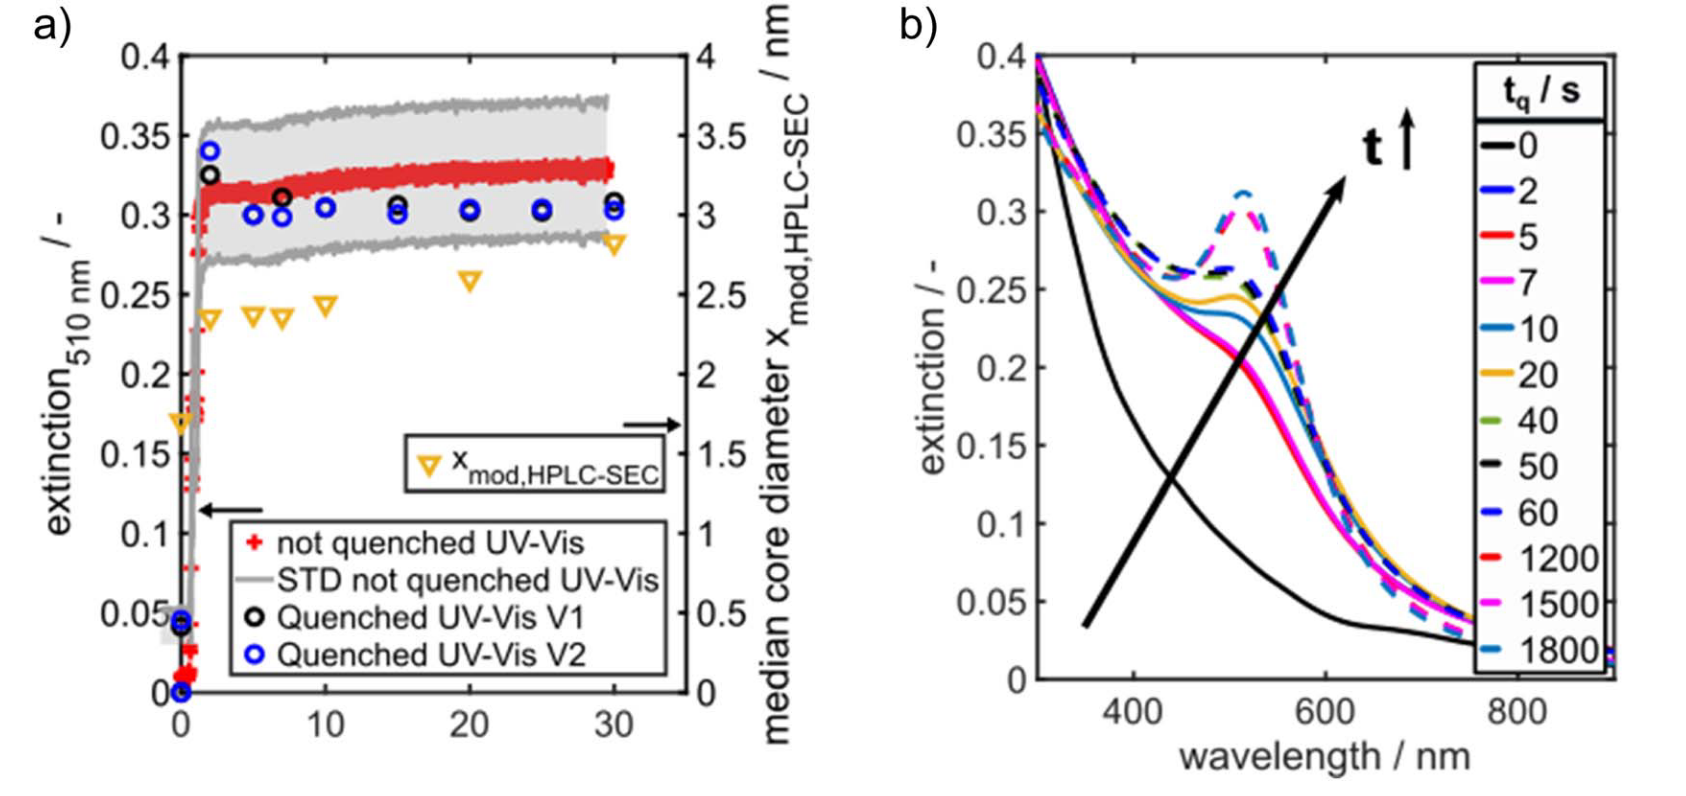 a)
0.4
0.35
0.3
0.25
0.2
0.15
0.1
0.05
0
extinction510 nm / -
4
3.5
3
2.5
2
1.5
1
0.5
0
median core diameter xmod,HPLC-SEC / nm
xmod,HPLC-SEC
not quenched UV-Vis
STD not quenched UV-Vis
Quenched UV-Vis V1
Quenched UV-Vis V2
0 10 20 30
b)
0.4
0.35
0.3
0.25
0.2
0.15
0.1
0.05
0
extinction / -
t
tq / s
0
2
5
7
10
20
40
50
60
1200
1500
1800
400 600 800
wavelength / nm